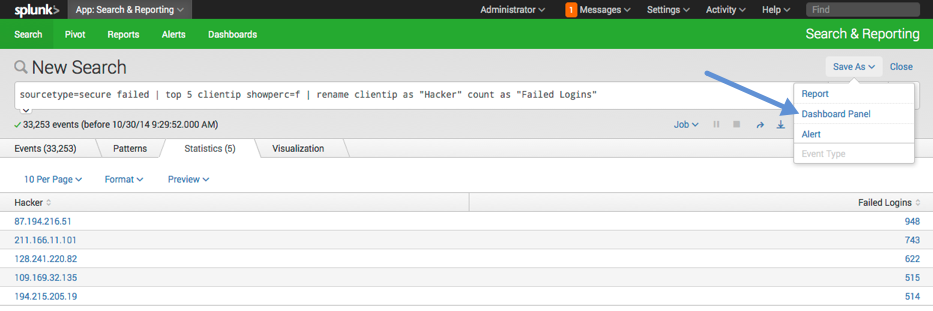 splunk> App: Search & Reporting Administrator 1 Messages Settings Activity Help Find
Search Pivot Reports Alerts Dashboards Search & Reporting
New Search Save As Close
sourcetype=secure failed | top 5 clientip showperc=f | rename clientip as "Hacker" count as "Failed Logins"
Report
Dashboard Panel
Alert
Event Type
33,253 events (before 10/30/14 9:29:52.000 AM) Job
Events (33,253) Patterns Statistics (5) Visualization
10 Per Page Format Preview
Hacker Failed Logins
87.194.216.51 948
211.166.11.101 743
128.241.220.82 622
109.169.32.135 515
194.215.205.19 514